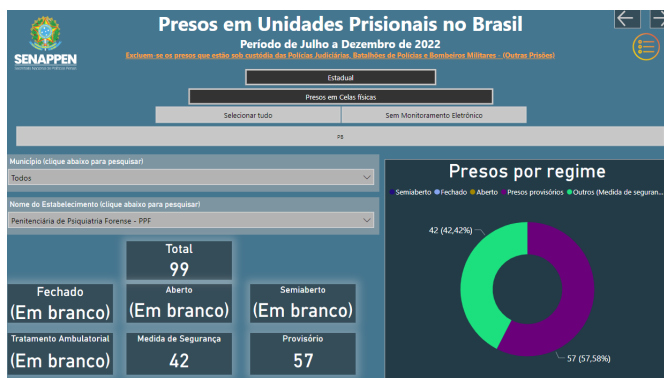 Presos em Unidades Prisionais no Brasil
Período de Julho a Dezembro de 2022
Excluem-se os presos que estão sob custódia das Polícias Judiciárias, Batalhões de Polícias e Bombeiros Militares - (Outras Prisões)
SENAPPEN
Estadual
Presos em Celas físicas
Selecionar tudo
Sem Monitoramento Eletrônico
PB
Município (clique abaixo para pesquisar)
Todos
Nome do Estabelecimento (clique abaixo para pesquisar)
Penitenciária de Psiquiatria Forense - PPF
Total
99
Fechado
(Em branco)
Aberto
(Em branco)
Semiaberto
(Em branco)
Tratamento Ambulatorial
(Em branco)
Medida de Segurança
42
Provisório
57
Presos por regime
Semiaberto Fechado Aberto Presos provisórios Outros (Medida de seguran...
42 (42,42%)
57 (57,58%)